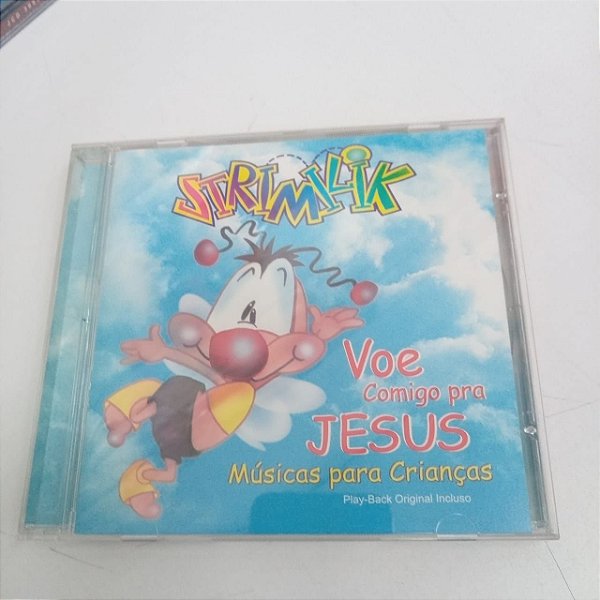 STRIMILIK
Voe
Comigo pra
JESUS
Músicas para Crianças
Play-Back Original Incluso